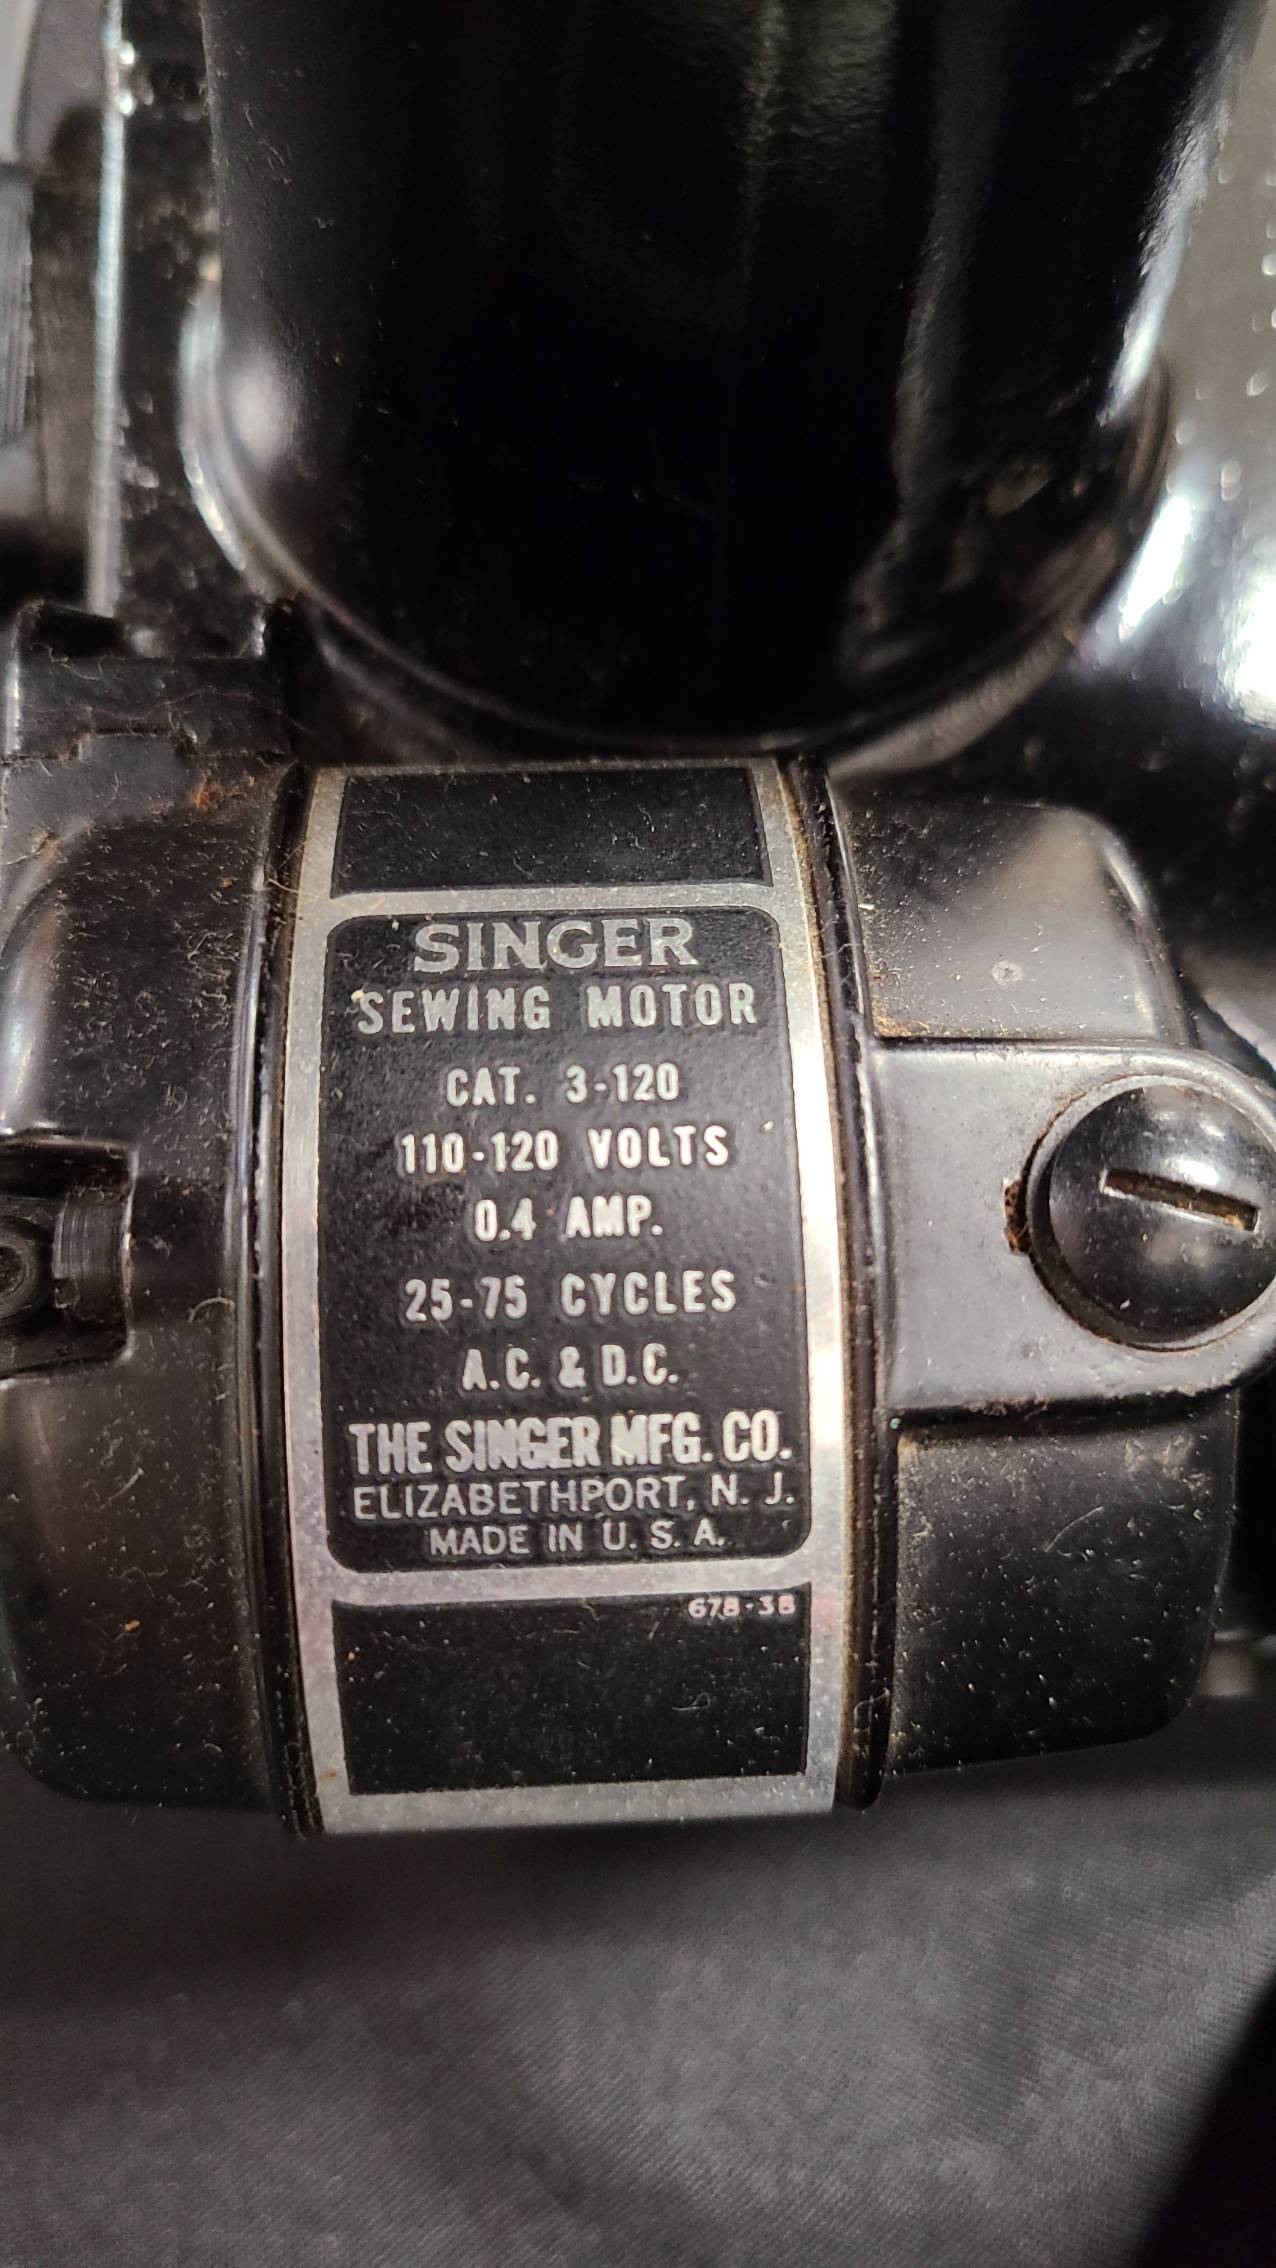 SINGER
SEWING MOTOR
CAT. 3-120
110-120 VOLTS
0.4 AMP.
25-75 CYCLES
A.C. & D.C.
THE SINGER MFG. CO.
ELIZABETHPORT, N. J.
MADE IN U. S. A.
678-38